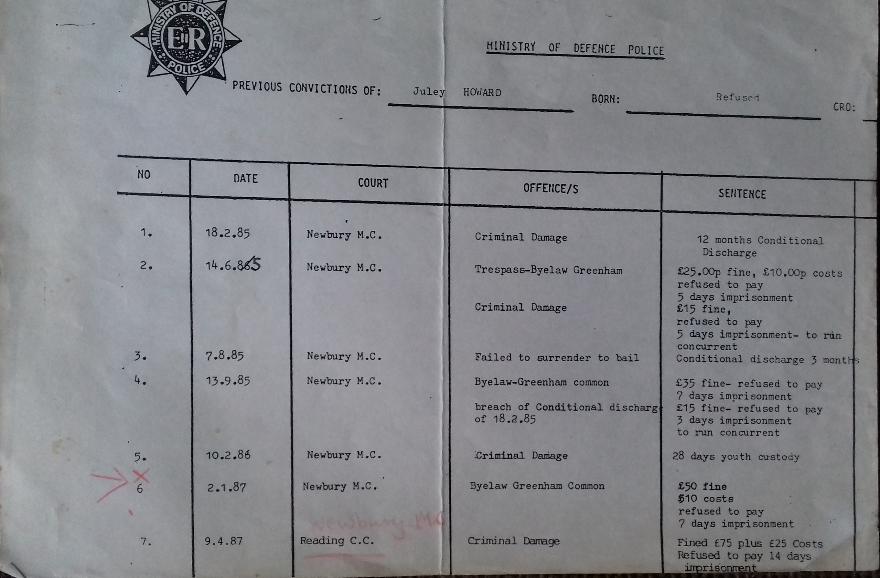 MINISTRY OF DEFENCE
E II R
POLICE
MINISTRY OF DEFENCE POLICE
PREVIOUS CONVICTIONS OF: Juley HOWARD BORN: Refused CRO:
NO DATE COURT OFFENCE/S SENTENCE
1. 18.2.85 Newbury M.C. Criminal Damage 12 months Conditional
Discharge
2. 14.6.85 Newbury M.C. Trespass-Byelaw Greenham £25.00p fine, £10.00p costs
refused to pay
5 days imprisonment
Criminal Damage £15 fine,
refused to pay
5 days imprisonment- to run
concurrent
3. 7.8.85 Newbury M.C. Failed to surrender to bail Conditional discharge 3 months
4. 13.9.85 Newbury M.C. Byelaw-Greenham common £35 fine- refused to pay
7 days imprisonment
breach of Conditional discharg £15 fine- refused to pay
of 18.2.85 3 days imprisonment
to run concurrent
5. 10.2.86 Newbury M.C. Criminal Damage 28 days youth custody
X
6 2.1.87 Newbury M.C. Byelaw Greenham Common £50 fine
$10 costs
refused to pay
7 days imprisonment
Newbury M.C
7. 9.4.87 Reading C.C. Criminal Damage Fined £75 plus £25 Costs
Refused to pay 14 days
imprisonment